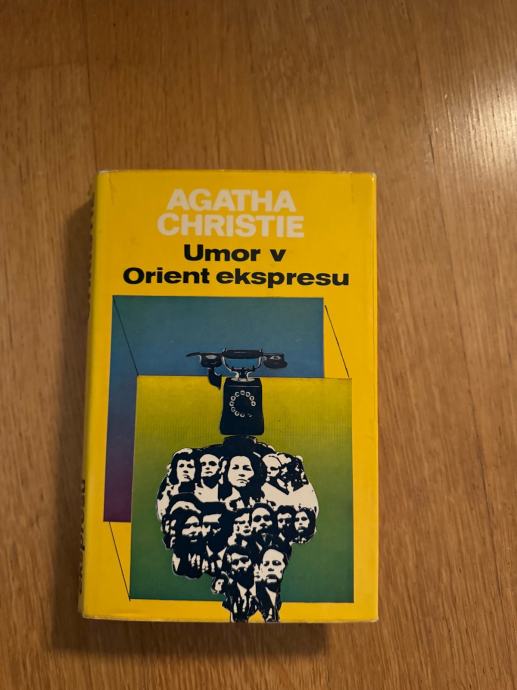 AGATHA
CHRISTIE
Umor v
Orient ekspresu